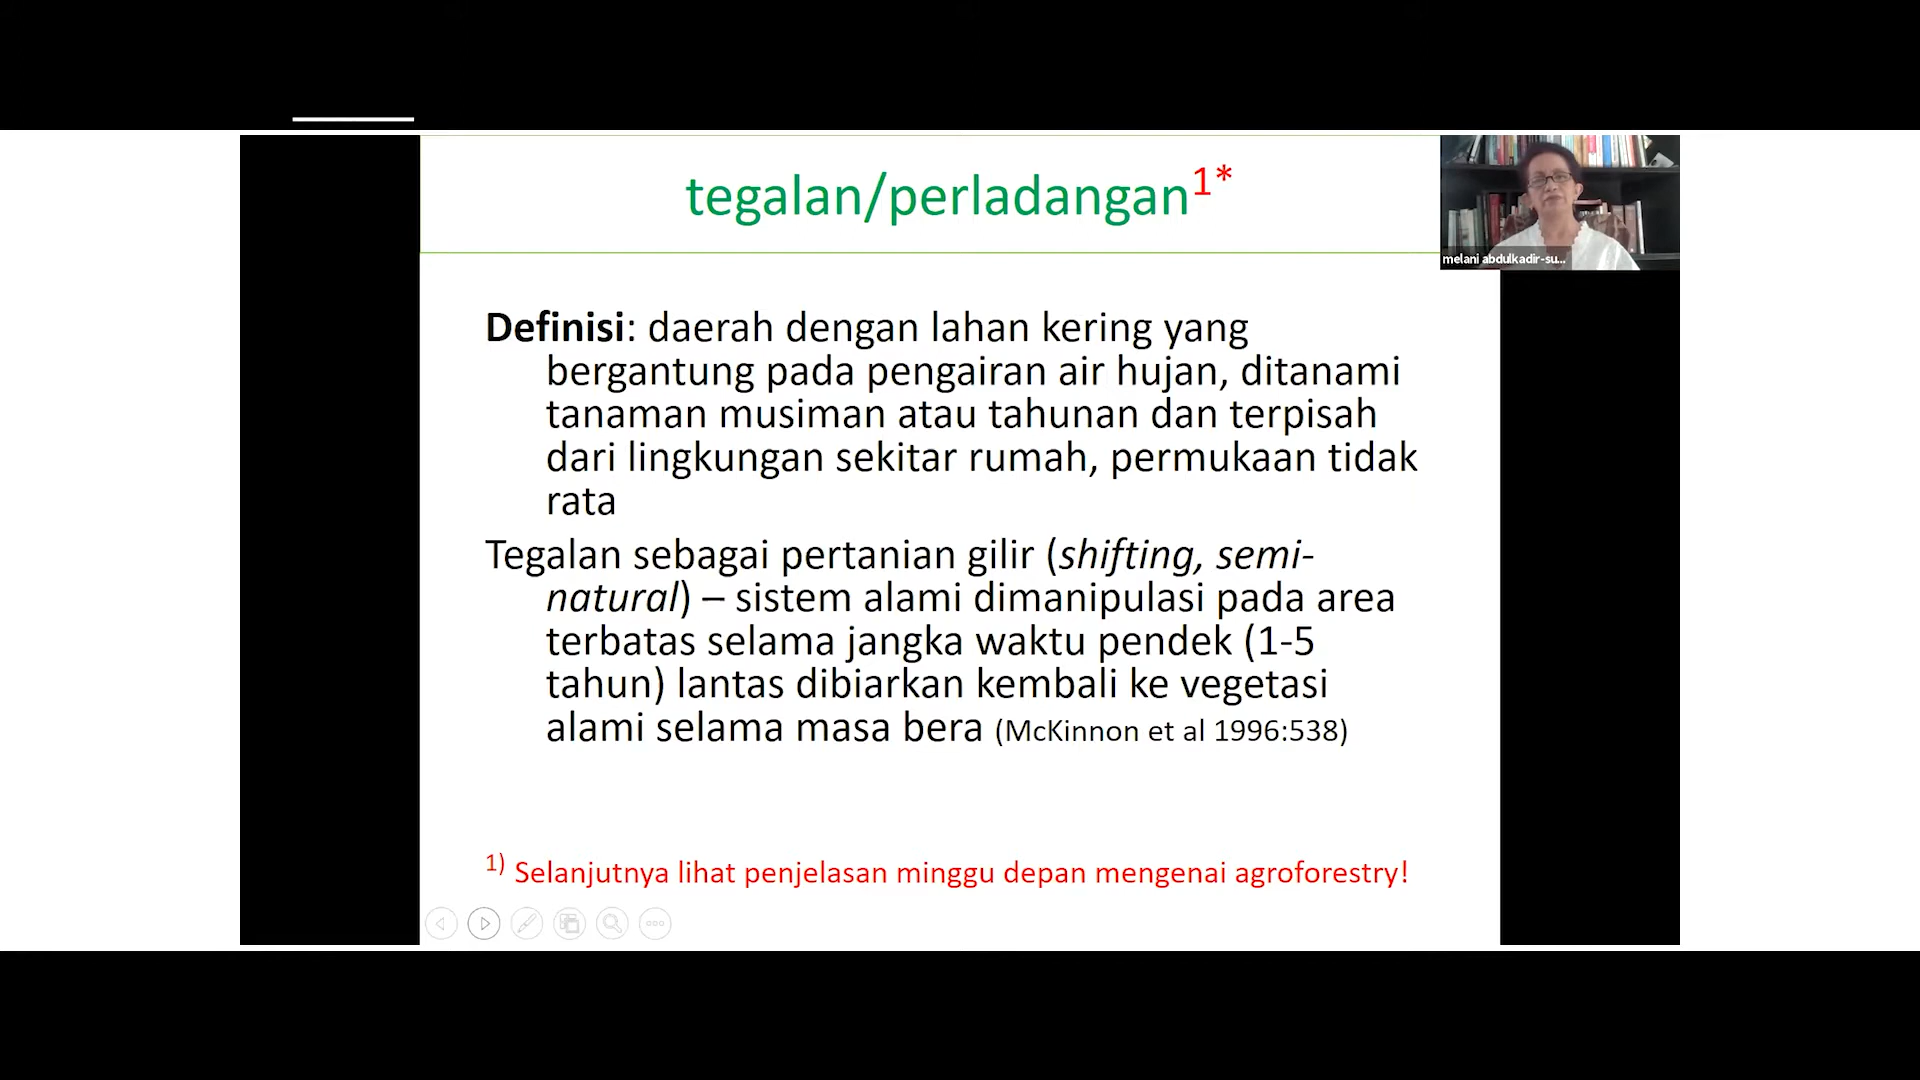 tegalan/perladangan1*
melani abdulkadir-su...
Definisi: daerah dengan lahan kering yang
bergantung pada pengairan air hujan, ditanami
tanaman musiman atau tahunan dan terpisah
dari lingkungan sekitar rumah, permukaan tidak
rata
Tegalan sebagai pertanian gilir (shifting, semi-
natural) – sistem alami dimanipulasi pada area
terbatas selama jangka waktu pendek (1-5
tahun) lantas dibiarkan kembali ke vegetasi
alami selama masa bera (McKinnon et al 1996:538)
1) Selanjutnya lihat penjelasan minggu depan mengenai agroforestry!